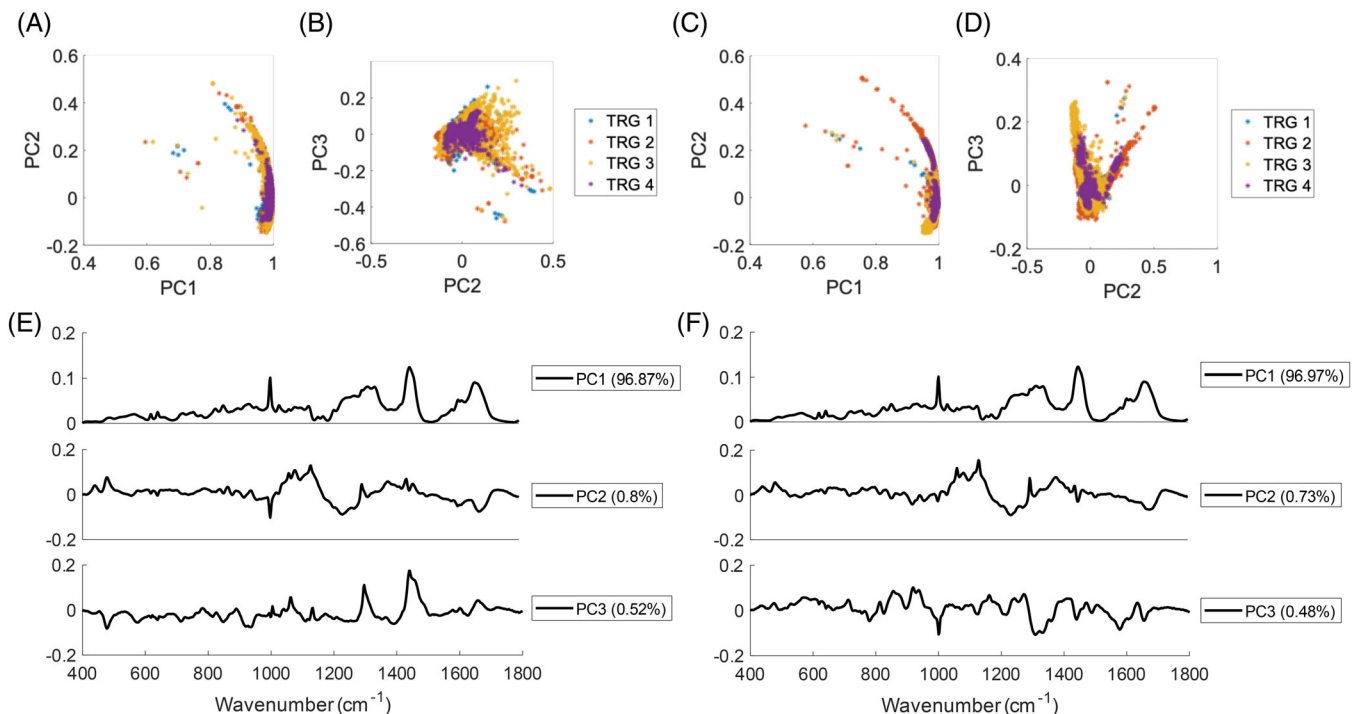 (A)
(B)
(C)
(D)
0.6
0.4
0.2
0
-0.2
PC2
0.4
0.6
0.8
1
PC1
0.4
0.2
0
-0.2
-0.4
-0.6
PC3
-0.5
0
0.5
PC2
TRG 1
TRG 2
TRG 3
TRG 4
0.6
0.4
0.2
0
-0.2
PC2
0.4
0.6
0.8
1
PC1
0.4
0.2
0
-0.2
PC3
-0.5
0
0.5
1
PC2
TRG 1
TRG 2
TRG 3
TRG 4
(E)
0.2
0.1
0
PC1 (96.87%)
0.2
0
-0.2
PC2 (0.8%)
0.2
0
-0.2
PC3 (0.52%)
400 600 800 1000 1200 1400 1600 1800
Wavenumber (cm⁻¹)
(F)
0.2
0.1
0
PC1 (96.97%)
0.2
0
-0.2
PC2 (0.73%)
0.2
0
-0.2
PC3 (0.48%)
400 600 800 1000 1200 1400 1600 1800
Wavenumber (cm⁻¹)